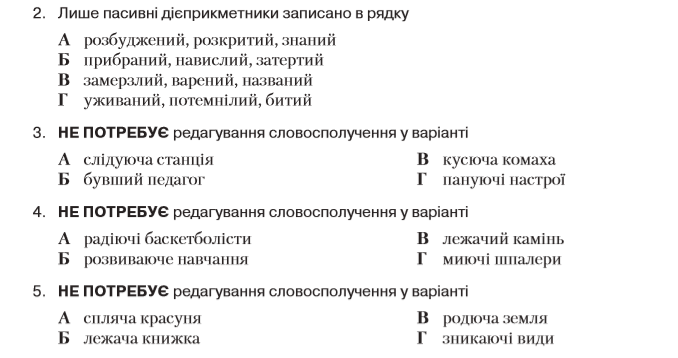 2. Лише пасивні дієприкметники записано в рядку
А розбуджений, розкритий, знаний
Б прибраний, навислий, затертий
В замерзлий, варений, названий
Г уживаний, потемнілий, битий
3. НЕ ПОТРЕБУЄ редагування словосполучення у варіанті
А слідуюча станція
Б бувший педагог
В кусюча комаха
Г пануючі настрої
4. НЕ ПОТРЕБУЄ редагування словосполучення у варіанті
А радіючі баскетболісти
Б розвиваюче навчання
В лежачий камінь
Г миючі шпалери
5. НЕ ПОТРЕБУЄ редагування словосполучення у варіанті
А спляча красуня
Б лежача книжка
В родюча земля
Г зникаючі види